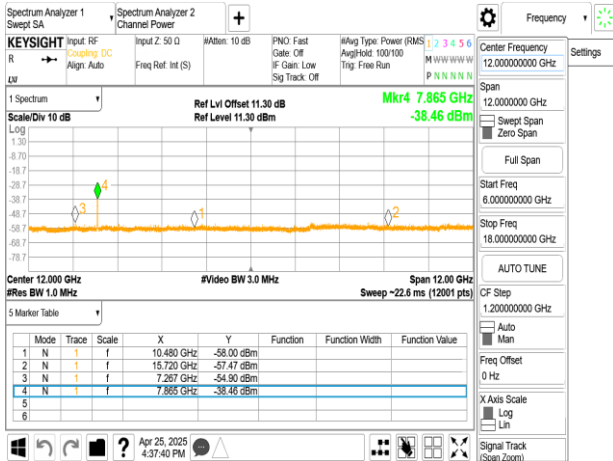 Spectrum Analyzer 1
Swept SA
Spectrum Analyzer 2
Channel Power
+
Frequency
Settings
KEYSIGHT
R
Input: RF
Coupling: DC
Align: Auto
Input Z: 50 Ω
Freq Ref: Int (S)
#Atten: 10 dB
PNO: Fast
Gate: Off
IF Gain: Low
Sig Track: Off
#Avg Type: Power (RMS
Avg|Hold: 100/100
Trig: Free Run
1 2 3 4 5 6
M W W W W W
P N N N N N
1 Spectrum
Scale/Div 10 dB
Log
Ref Lvl Offset 11.30 dB
Ref Level 11.30 dBm
Mkr4 7.865 GHz
-38.46 dBm
1.30
-8.70
-18.7
-28.7
-38.7
-48.7
-58.7
-68.7
-78.7
3
4
1
2
Center 12.000 GHz
#Video BW 3.0 MHz
Span 12.00 GHz
#Res BW 1.0 MHz
Sweep ~22.6 ms (12001 pts)
5 Marker Table
Mode Trace Scale X Y Function Function Width Function Value
1 N 1 f 10.480 GHz -58.00 dBm
2 N 1 f 15.720 GHz -57.47 dBm
3 N 1 f 7.267 GHz -54.90 dBm
4 N 1 f 7.865 GHz -38.46 dBm
5
6
?
Apr 25, 2025
4:37:40 PM
Center Frequency
12.000000000 GHz
Span
12.0000000 GHz
Swept Span
Zero Span
Full Span
Start Freq
6.000000000 GHz
Stop Freq
18.000000000 GHz
AUTO TUNE
CF Step
1.200000000 GHz
Auto
Man
Freq Offset
0 Hz
X Axis Scale
Log
Lin
Signal Track
(Span Zoom)